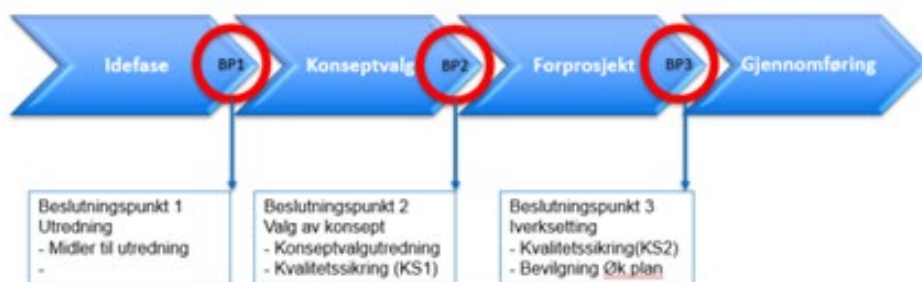 Idefase
BP1
Konseptvalg
BP2
Forprosjekt
BP3
Gjennomføring
Beslutningspunkt 1
Utredning
- Midler til utredning
-
Beslutningspunkt 2
Valg av konsept
- Konseptvalgutredning
- Kvalitetssikring (KS1)
Beslutningspunkt 3
Iverksetting
- Kvalitetssikring(KS2)
- Bevilgning Øk plan